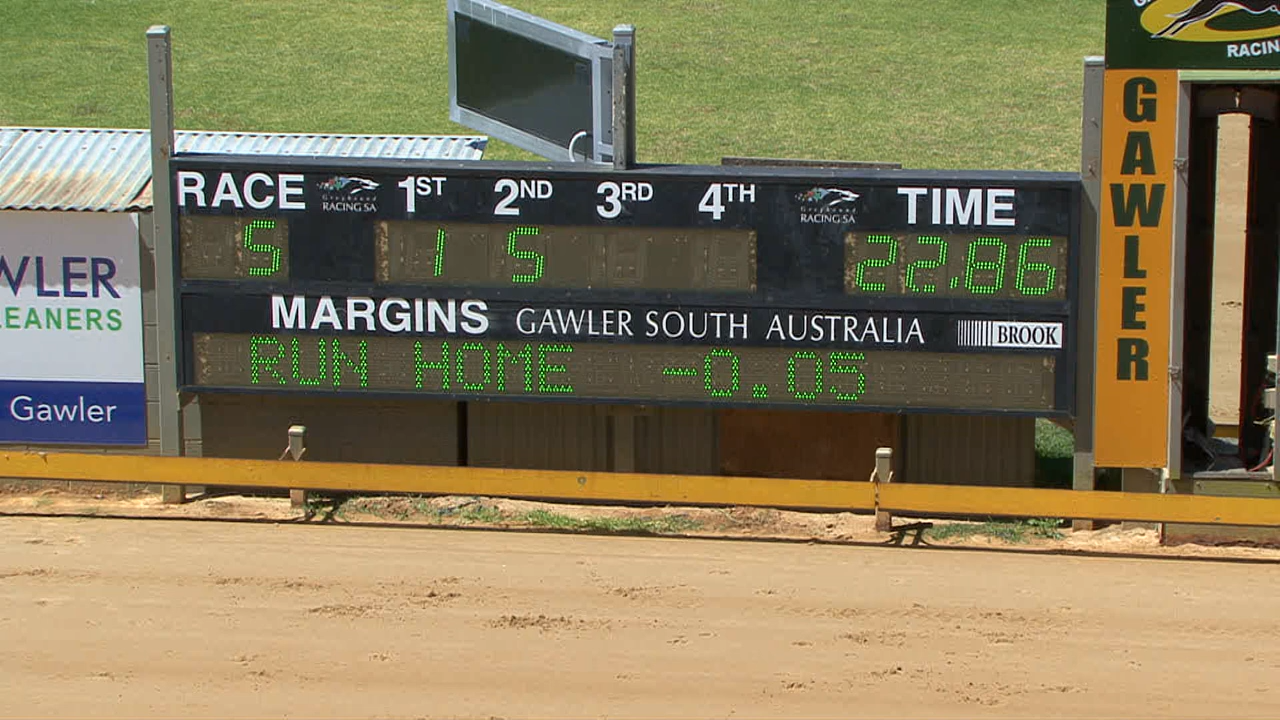 RACIN
RACE Greyhound RACING SA 1ST 2ND 3RD 4TH Greyhound RACING SA TIME
5 1 5 22.86
MARGINS GAWLER SOUTH AUSTRALIA BROOK
RUN HOME -0.05
GAWLER
WLER
LEANERS
Gawler